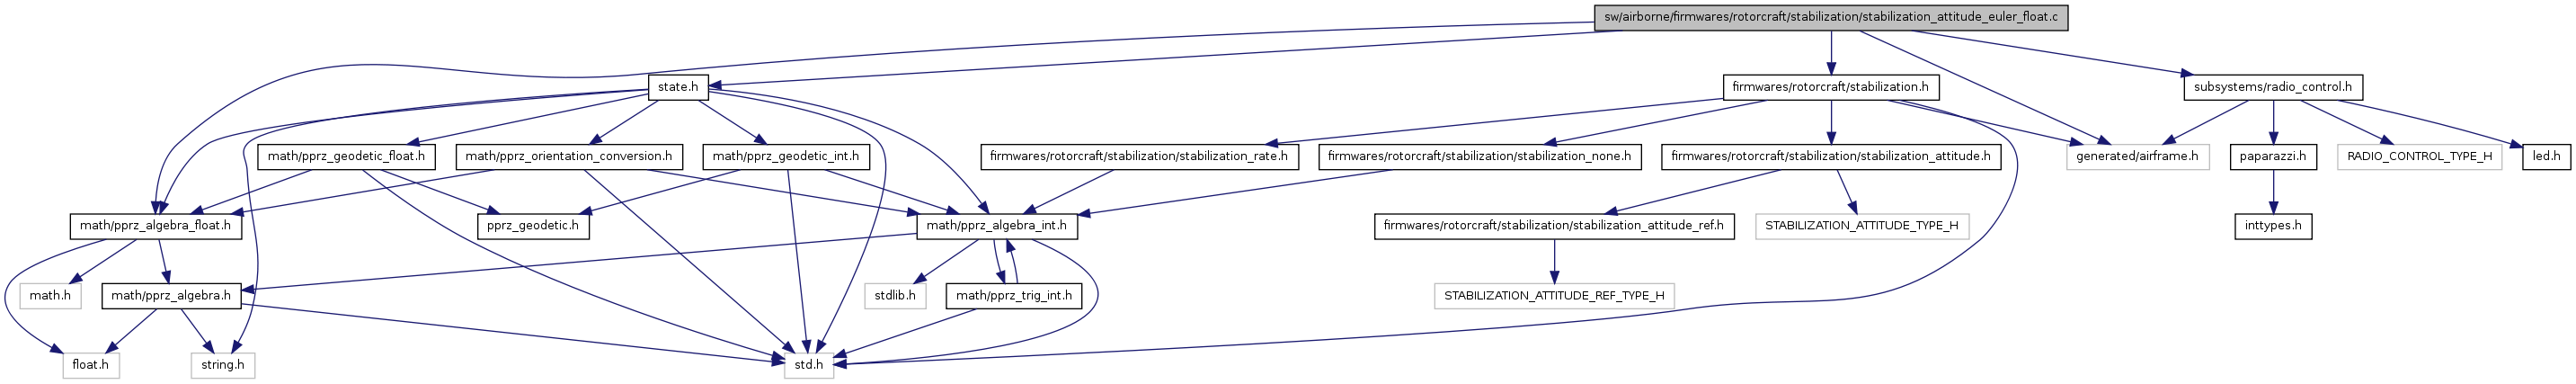 sw/airborne/firmwares/rotorcraft/stabilization/stabilization_attitude_euler_float.c
state.h
firmwares/rotorcraft/stabilization.h
subsystems/radio_control.h
math/pprz_geodetic_float.h
math/pprz_orientation_conversion.h
math/pprz_geodetic_int.h
firmwares/rotorcraft/stabilization/stabilization_rate.h
firmwares/rotorcraft/stabilization/stabilization_none.h
firmwares/rotorcraft/stabilization/stabilization_attitude.h
generated/airframe.h
paparazzi.h
RADIO_CONTROL_TYPE_H
led.h
math/pprz_algebra_float.h
pprz_geodetic.h
math/pprz_algebra_int.h
firmwares/rotorcraft/stabilization/stabilization_attitude_ref.h
STABILIZATION_ATTITUDE_TYPE_H
inttypes.h
math.h
math/pprz_algebra.h
stdlib.h
math/pprz_trig_int.h
STABILIZATION_ATTITUDE_REF_TYPE_H
float.h
string.h
std.h